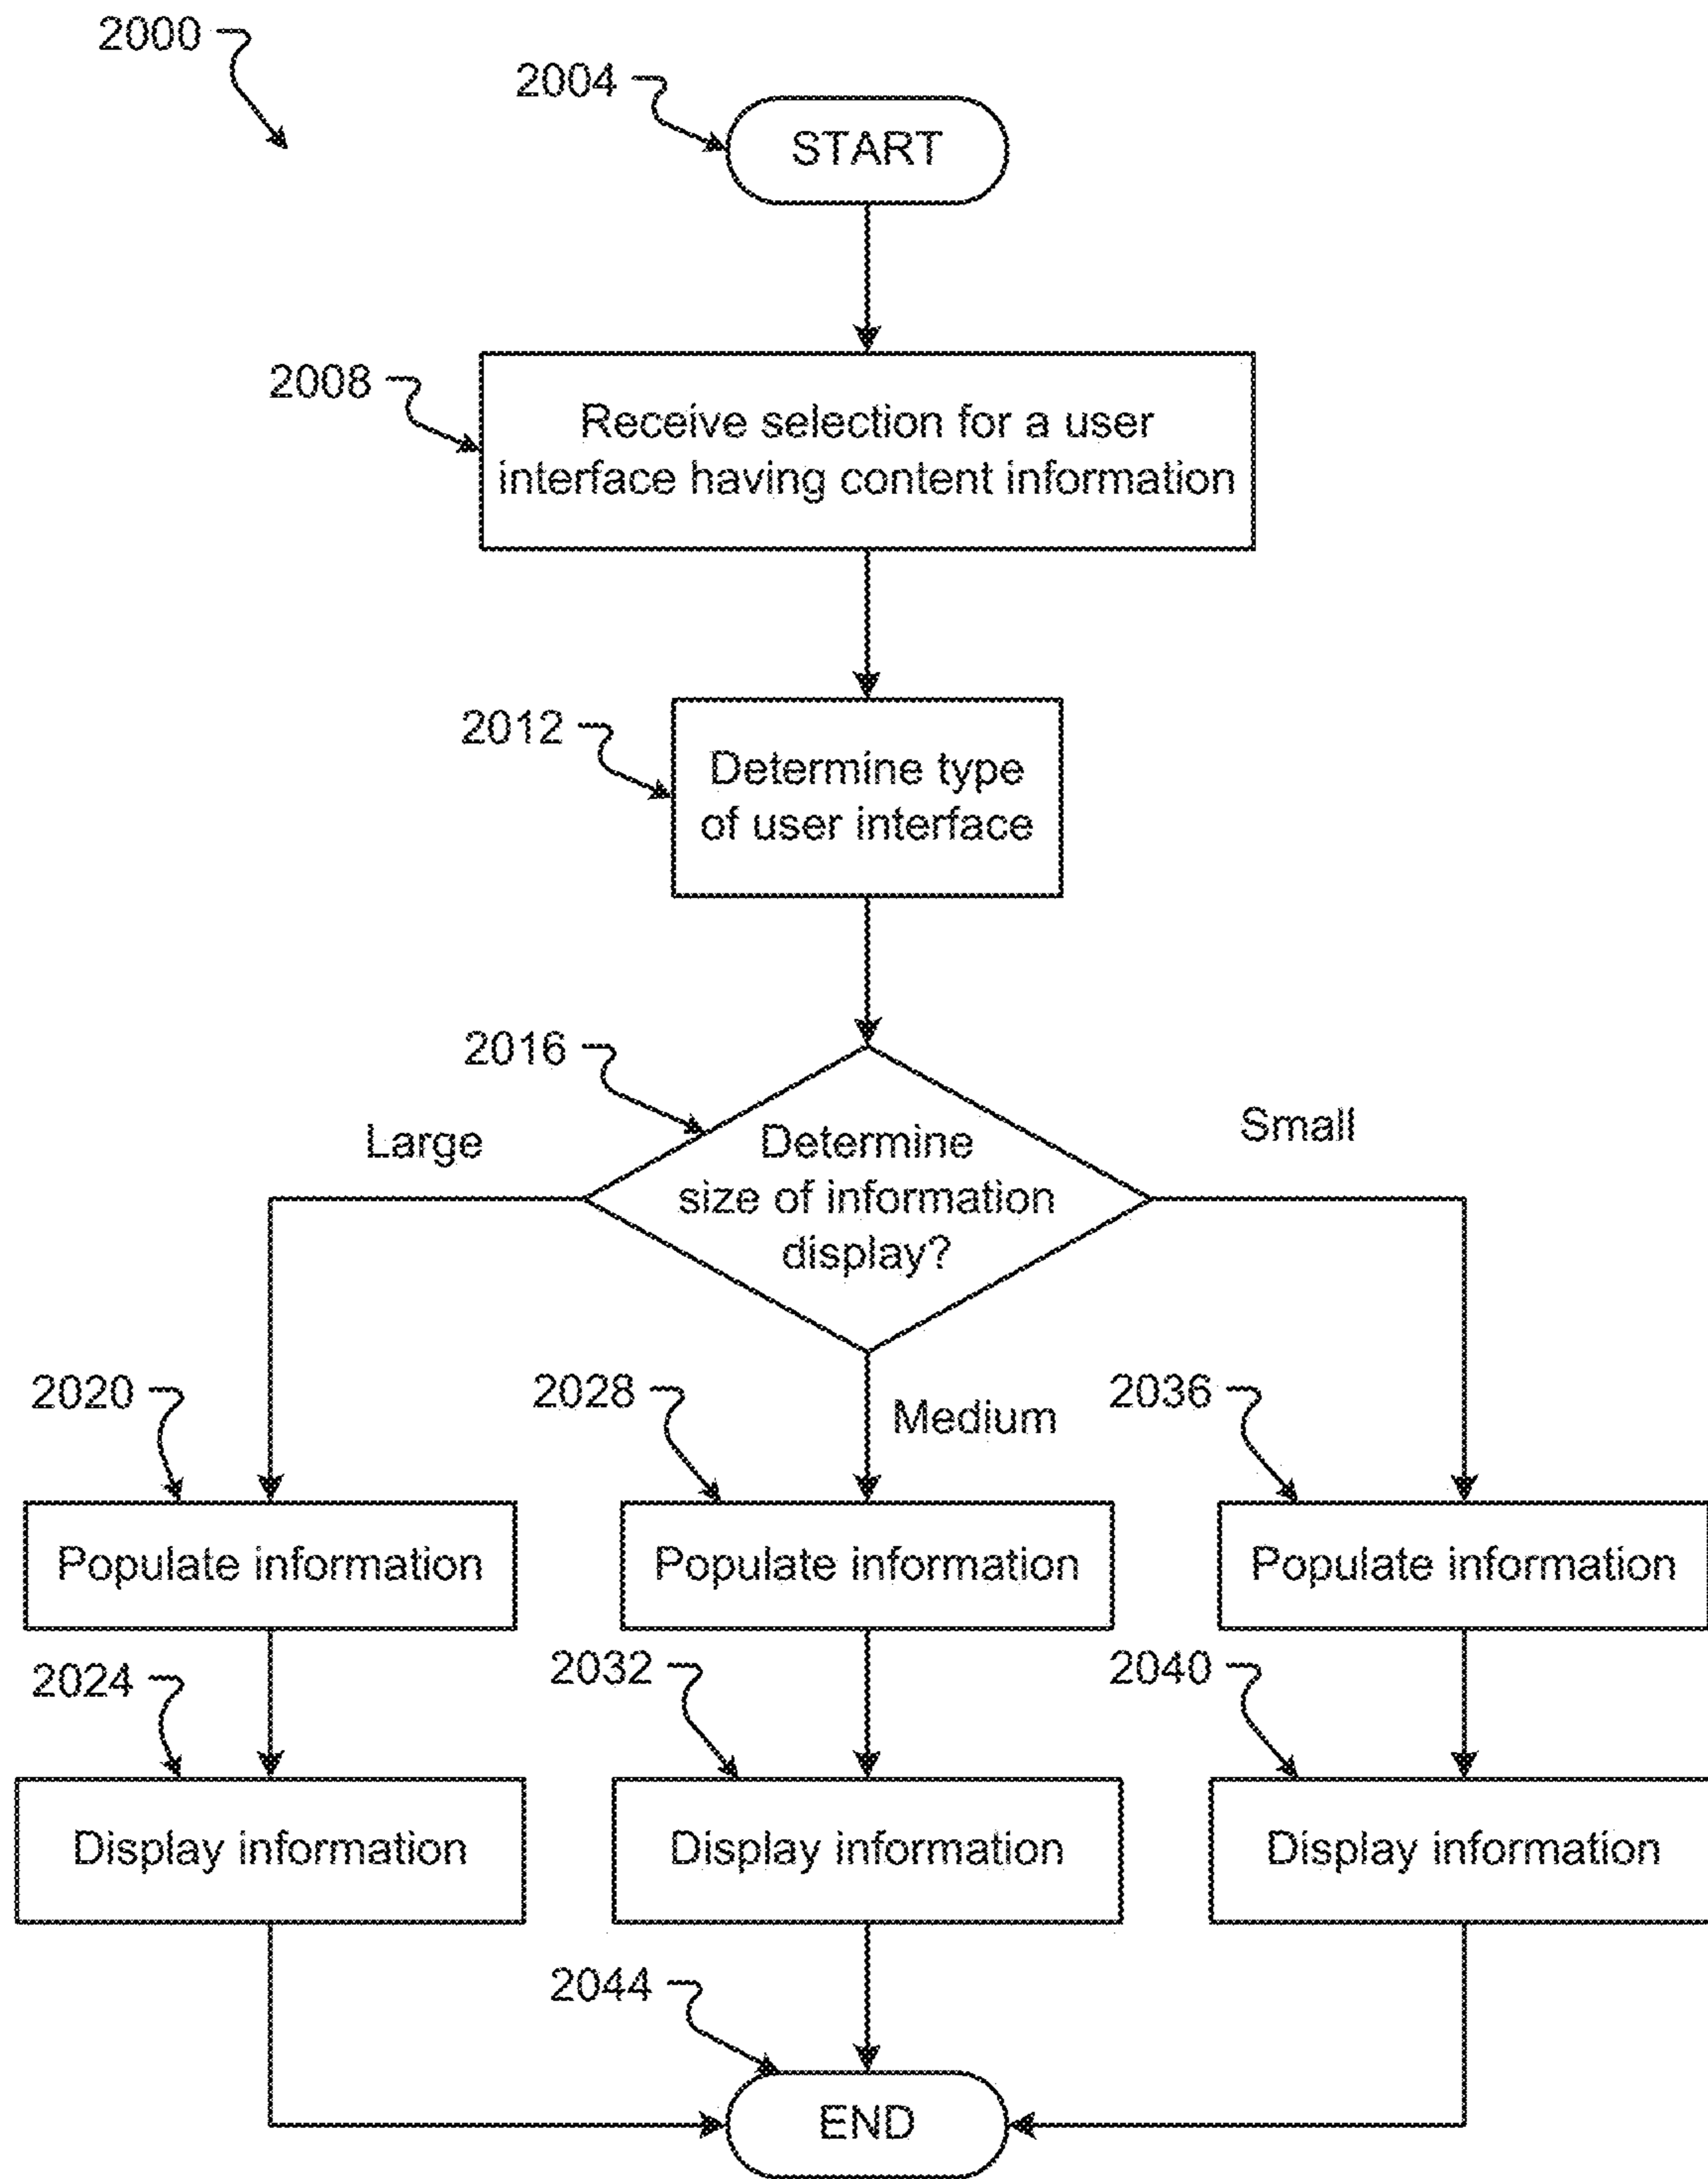 2000
2004
START
2008
Receive selection for a user
interface having content information
2012
Determine type
of user interface
2016
Large
Determine
size of information
display?
Small
2020
2028
Medium
2036
Populate information
Populate information
Populate information
2024
2032
2040
Display information
Display information
Display information
2044
END